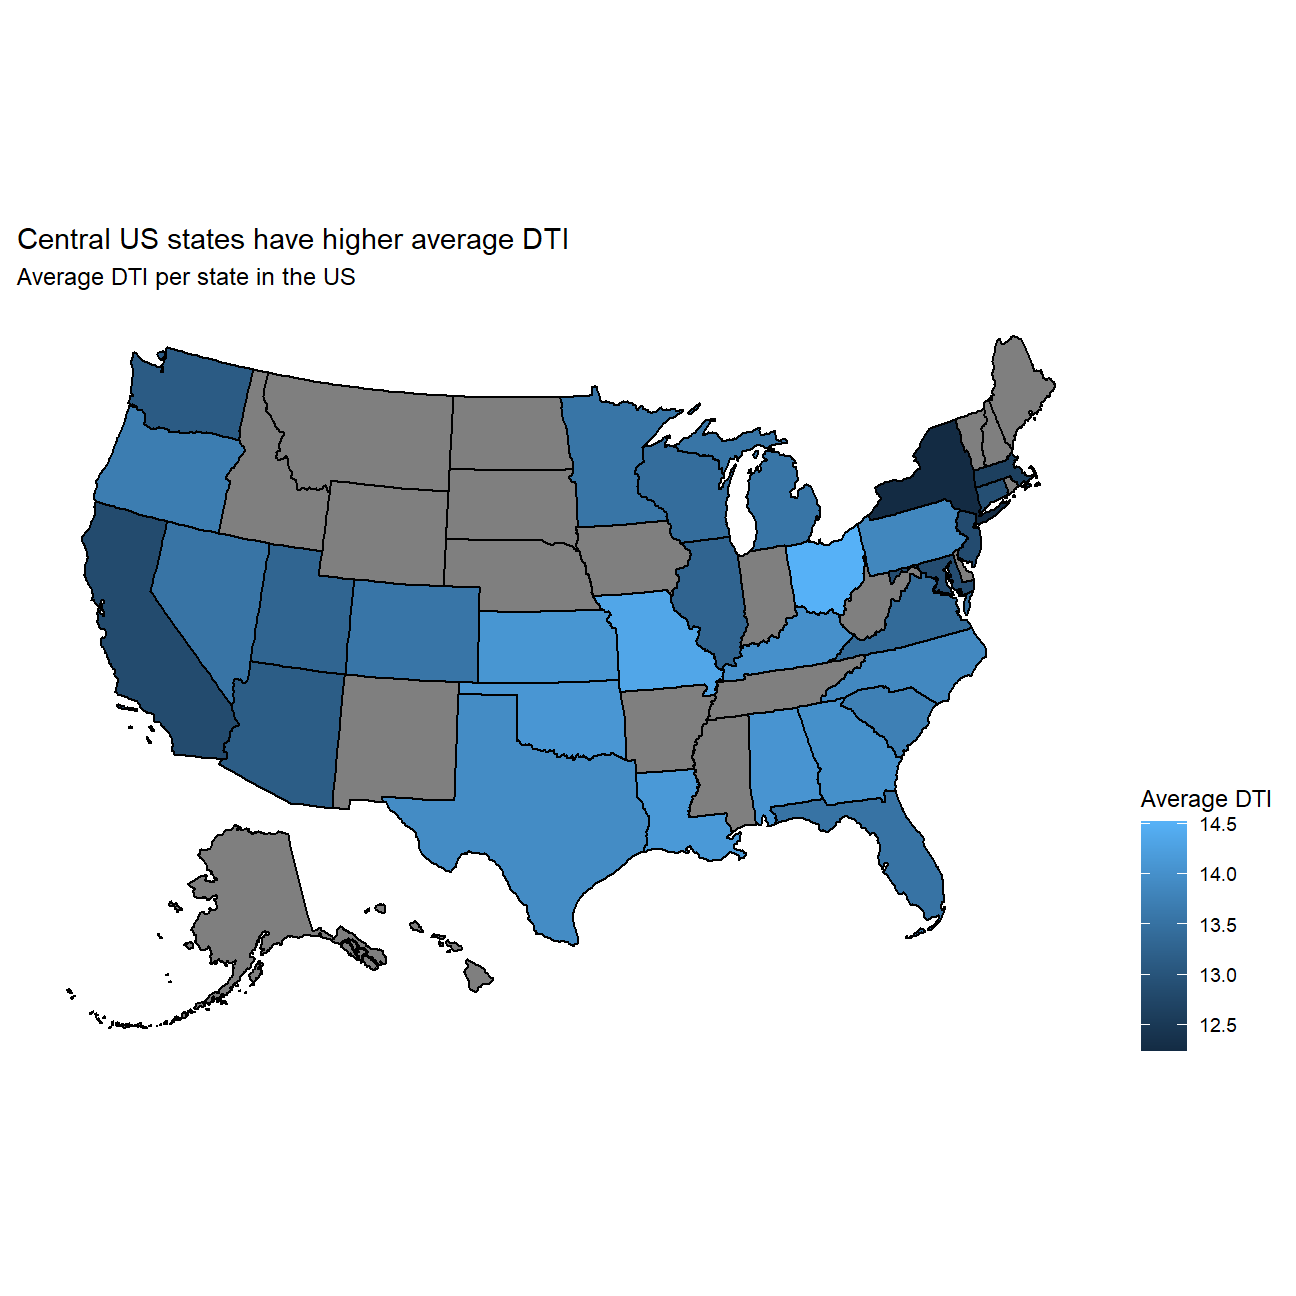 Central US states have higher average DTI
Average DTI per state in the US
Average DTI
14.5
14.0
13.5
13.0
12.5